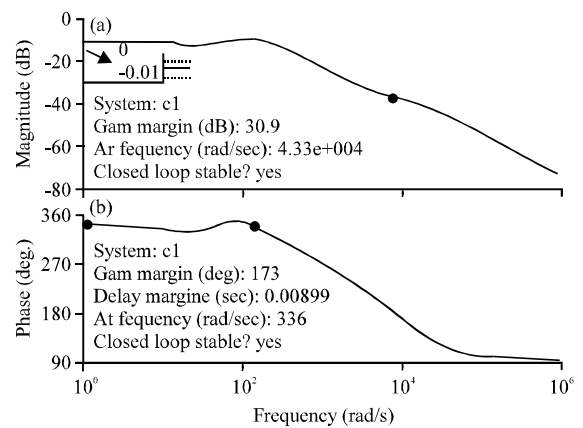 (a)
0
-20
-40
-60
-80
Magnitude (dB)
0
-0.01
System: c1
Gam margin (dB): 30.9
Ar fequency (rad/sec): 4.33e+004
Closed loop stable? yes
(b)
360
270
180
90
Phase (deg.)
System: c1
Gam margin (deg): 173
Delay margine (sec): 0.00899
At fequency (rad/sec): 336
Closed loop stable? yes
10^0 10^2 10^4 10^6
Frequency (rad/s)